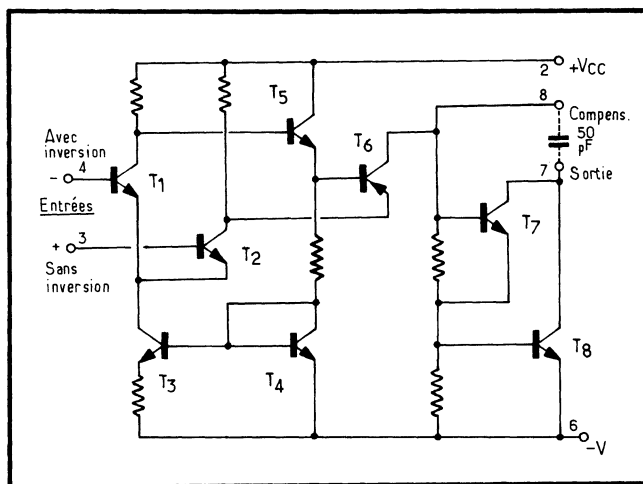 2
+VCC
8
Compens.
50
pF
7
Sortie
T5
T6
Avec
inversion
- 4
T1
Entrées
+ 3
T2
Sans
inversion
T7
T3
T4
T8
6
-V